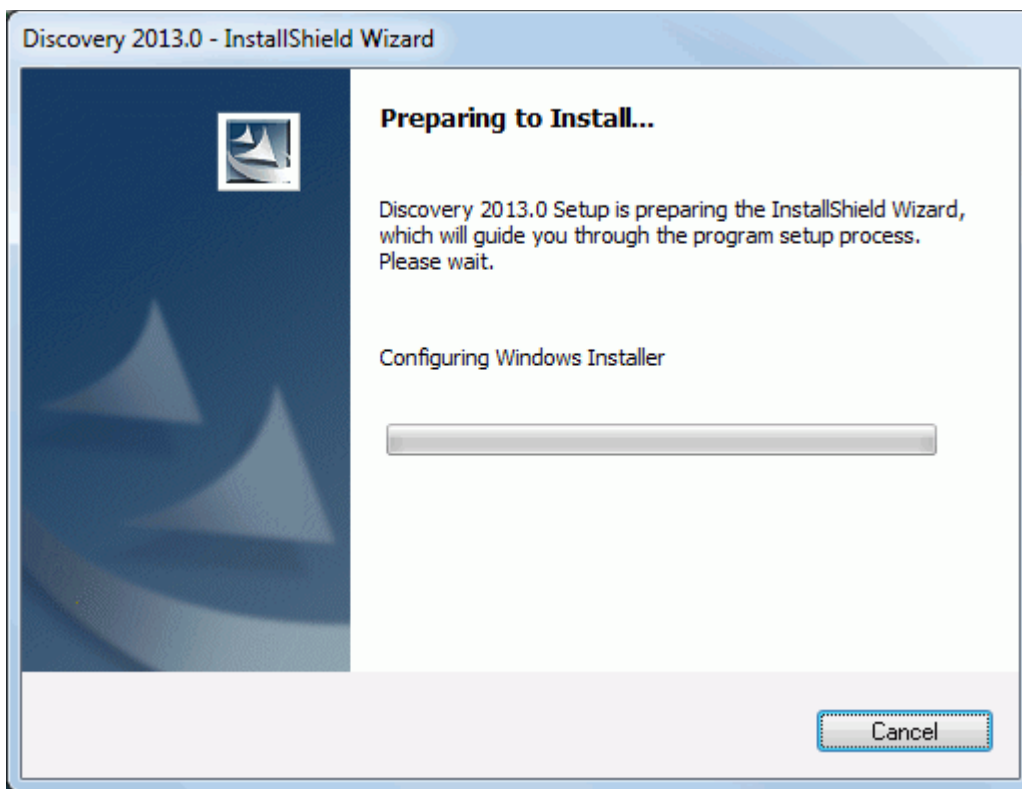 Discovery 2013.0 - InstallShield Wizard
Preparing to Install...
Discovery 2013.0 Setup is preparing the InstallShield Wizard,
which will guide you through the program setup process.
Please wait.
Configuring Windows Installer
Cancel